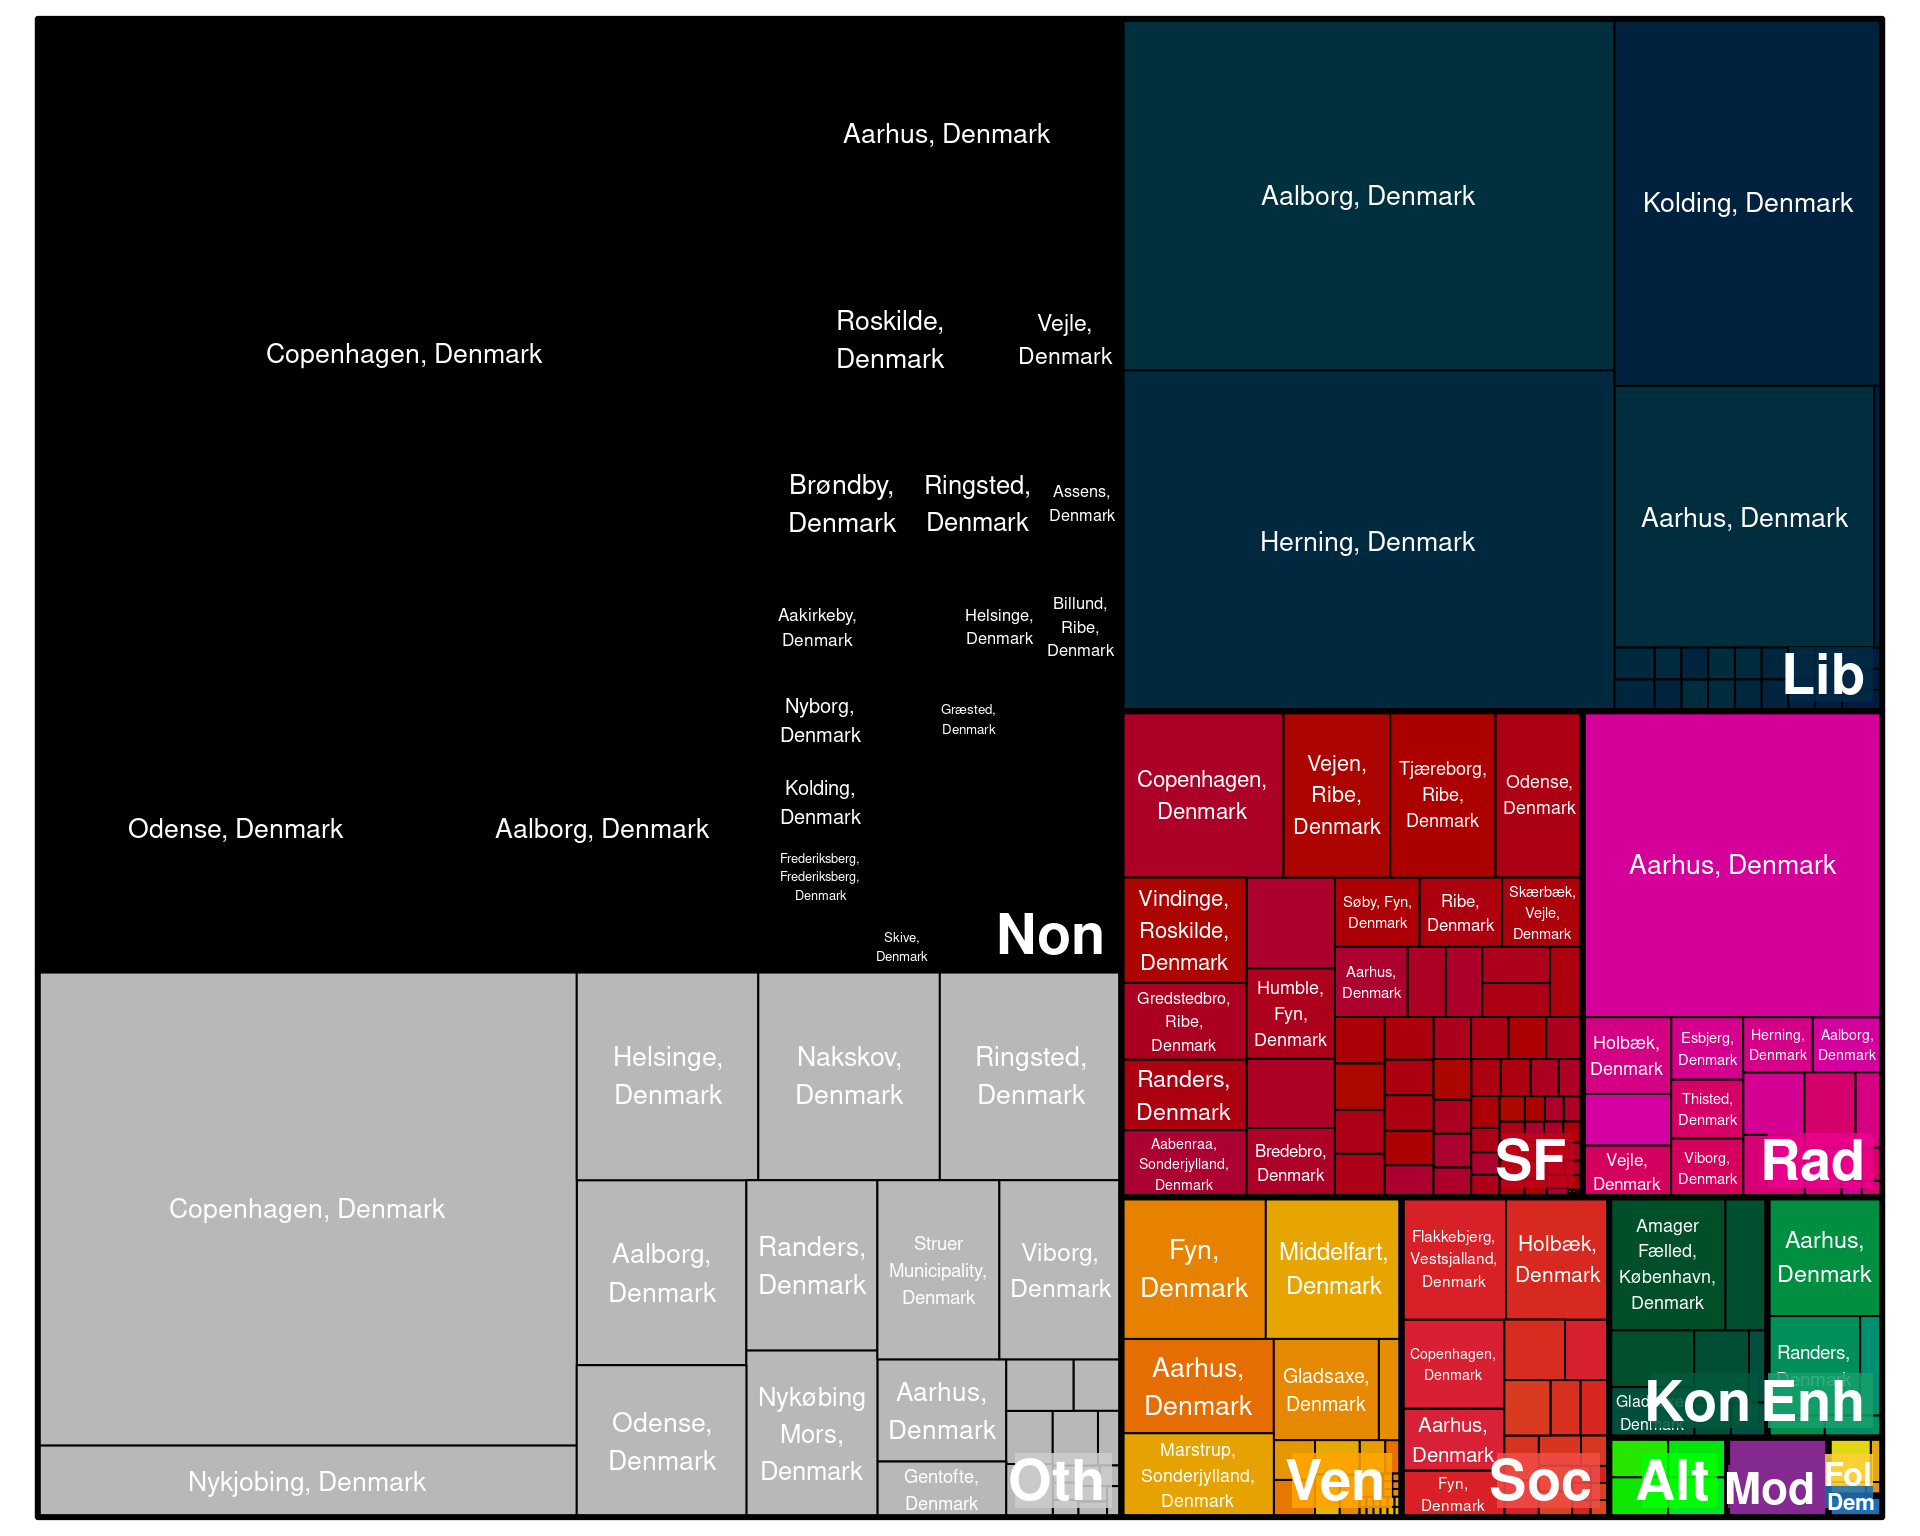 Aarhus, Denmark
Copenhagen, Denmark
Roskilde,
Denmark
Vejle,
Denmark
Brøndby,
Denmark
Ringsted,
Denmark
Assens,
Denmark
Aakirkeby,
Denmark
Helsinge,
Denmark
Billund,
Ribe,
Denmark
Nyborg,
Denmark
Græsted,
Denmark
Kolding,
Denmark
Odense, Denmark
Aalborg, Denmark
Frederiksberg,
Frederiksberg,
Denmark
Skive,
Denmark
Non
Aalborg, Denmark
Kolding, Denmark
Herning, Denmark
Aarhus, Denmark
Lib
Copenhagen, Denmark
Nykjobing, Denmark
Helsinge,
Denmark
Nakskov,
Denmark
Ringsted,
Denmark
Aalborg,
Denmark
Randers,
Denmark
Struer
Municipality,
Denmark
Viborg,
Denmark
Odense,
Denmark
Nykøbing
Mors,
Denmark
Aarhus,
Denmark
Gentofte,
Denmark
Oth
Copenhagen,
Denmark
Vejen,
Ribe,
Denmark
Tjæreborg,
Ribe,
Denmark
Odense,
Denmark
Vindinge,
Roskilde,
Denmark
Søby, Fyn,
Denmark
Ribe,
Denmark
Skærbæk,
Vejle,
Denmark
Gredstedbro,
Ribe,
Denmark
Humble,
Fyn,
Denmark
Aarhus,
Denmark
Randers,
Denmark
Aabenraa,
Sonderjylland,
Denmark
Bredebro,
Denmark
SF
Aarhus, Denmark
Holbæk,
Denmark
Esbjerg,
Denmark
Herning,
Denmark
Aalborg,
Denmark
Thisted,
Denmark
Vejle,
Denmark
Viborg,
Denmark
Rad
Fyn,
Denmark
Middelfart,
Denmark
Aarhus,
Denmark
Gladsaxe,
Denmark
Marstrup,
Sonderjylland,
Denmark
Ven
Flakkebjerg,
Vestsjalland,
Denmark
Holbæk,
Denmark
Copenhagen,
Denmark
Aarhus,
Denmark
Fyn,
Denmark
Soc
Amager
Fælled,
København,
Denmark
Gladsaxe,
Denmark
Kon
Aarhus,
Denmark
Randers,
Denmark
Enh
Alt
Mod
Fol
Dem